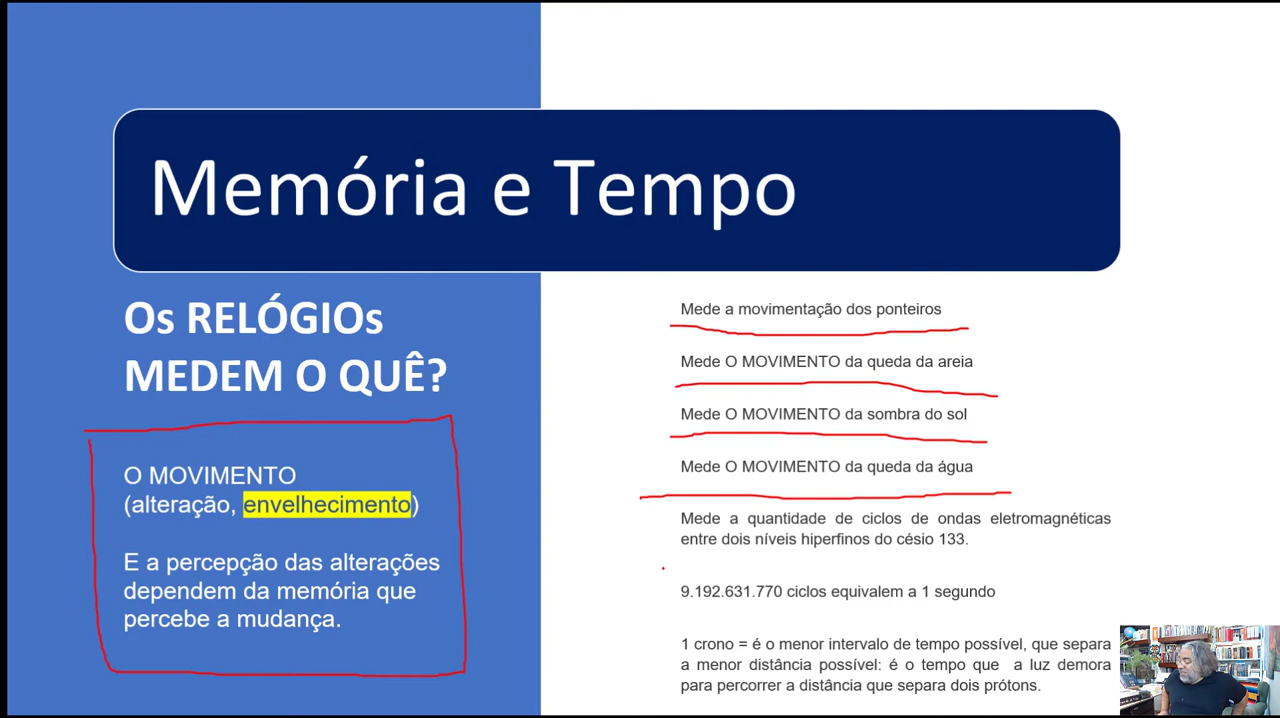 Memória e Tempo
Os RELÓGIOs
MEDEM O QUÊ?
O MOVIMENTO
(alteração, envelhecimento)
E a percepção das alterações
dependem da memória que
percebe a mudança.
Mede a movimentação dos ponteiros
Mede O MOVIMENTO da queda da areia
Mede O MOVIMENTO da sombra do sol
Mede O MOVIMENTO da queda da água
Mede a quantidade de ciclos de ondas eletromagnéticas
entre dois níveis hiperfinos do césio 133.
9.192.631.770 ciclos equivalem a 1 segundo
1 crono = é o menor intervalo de tempo possível, que separa
a menor distância possível: é o tempo que a luz demora
para percorrer a distância que separa dois prótons.